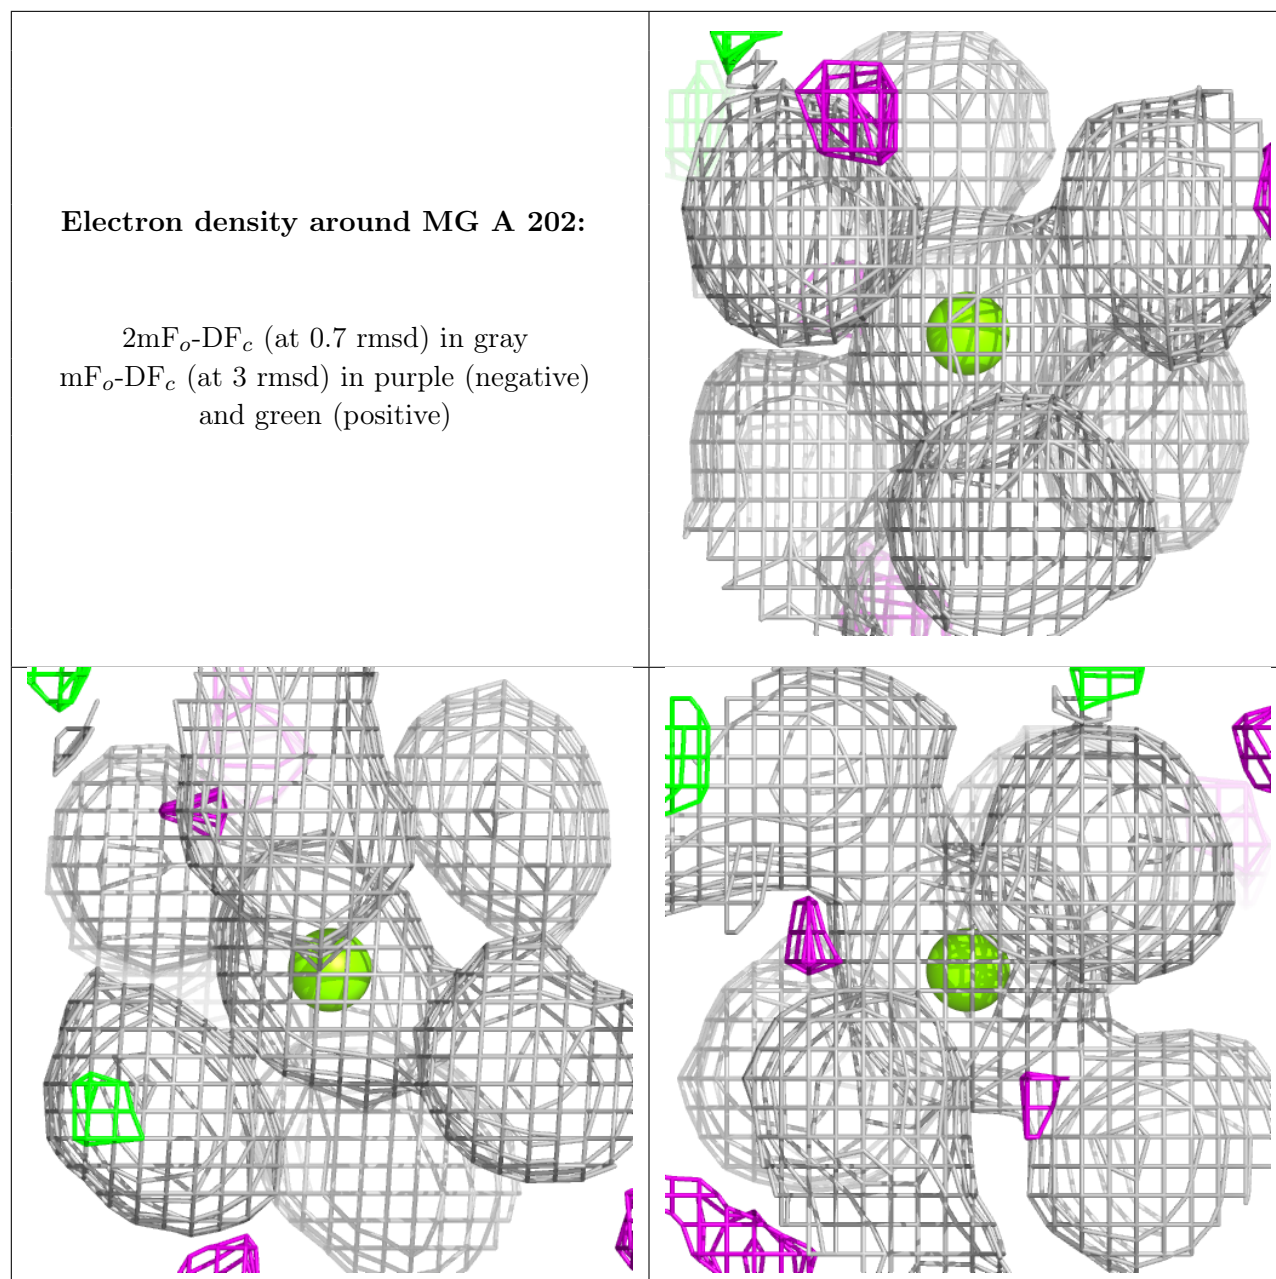 Electron density around MG A 202:
2mFo-DFc (at 0.7 rmsd) in gray
mFo-DFc (at 3 rmsd) in purple (negative)
and green (positive)